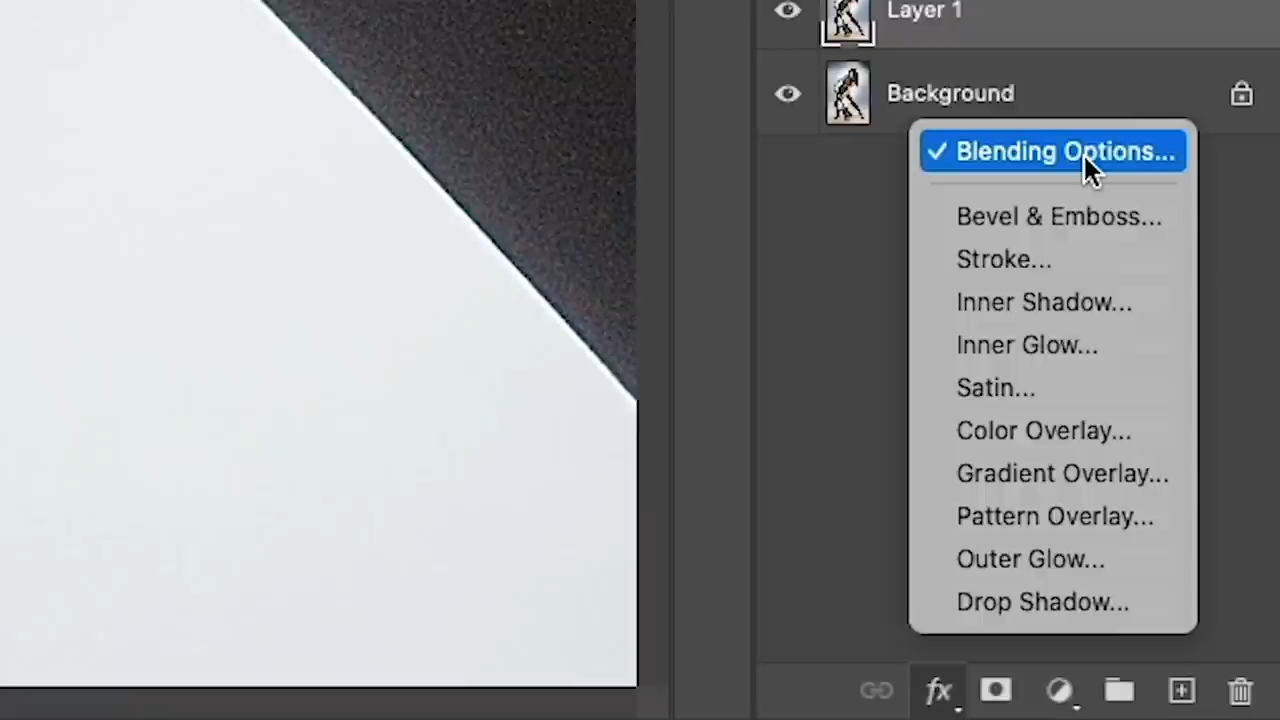 Layer 1
Background
Blending Options...
Bevel & Emboss...
Stroke...
Inner Shadow...
Inner Glow...
Satin...
Color Overlay...
Gradient Overlay...
Pattern Overlay...
Outer Glow...
Drop Shadow...
fx